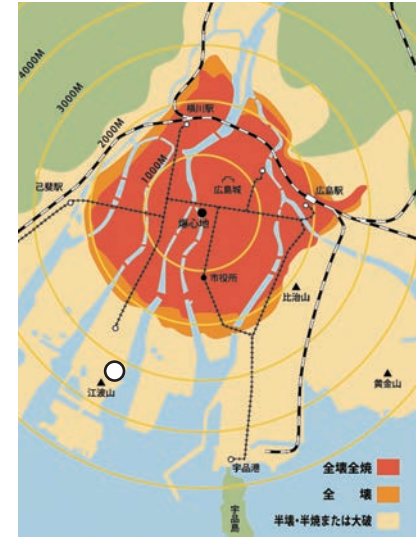 4000M
3000M
2000M
1000M
横川駅
己斐駅
広島城
広島駅
爆心地
市役所
比治山
江波山
黄金山
宇品港
宇品島
全壊全焼
全　壊
半壊・半焼または大破